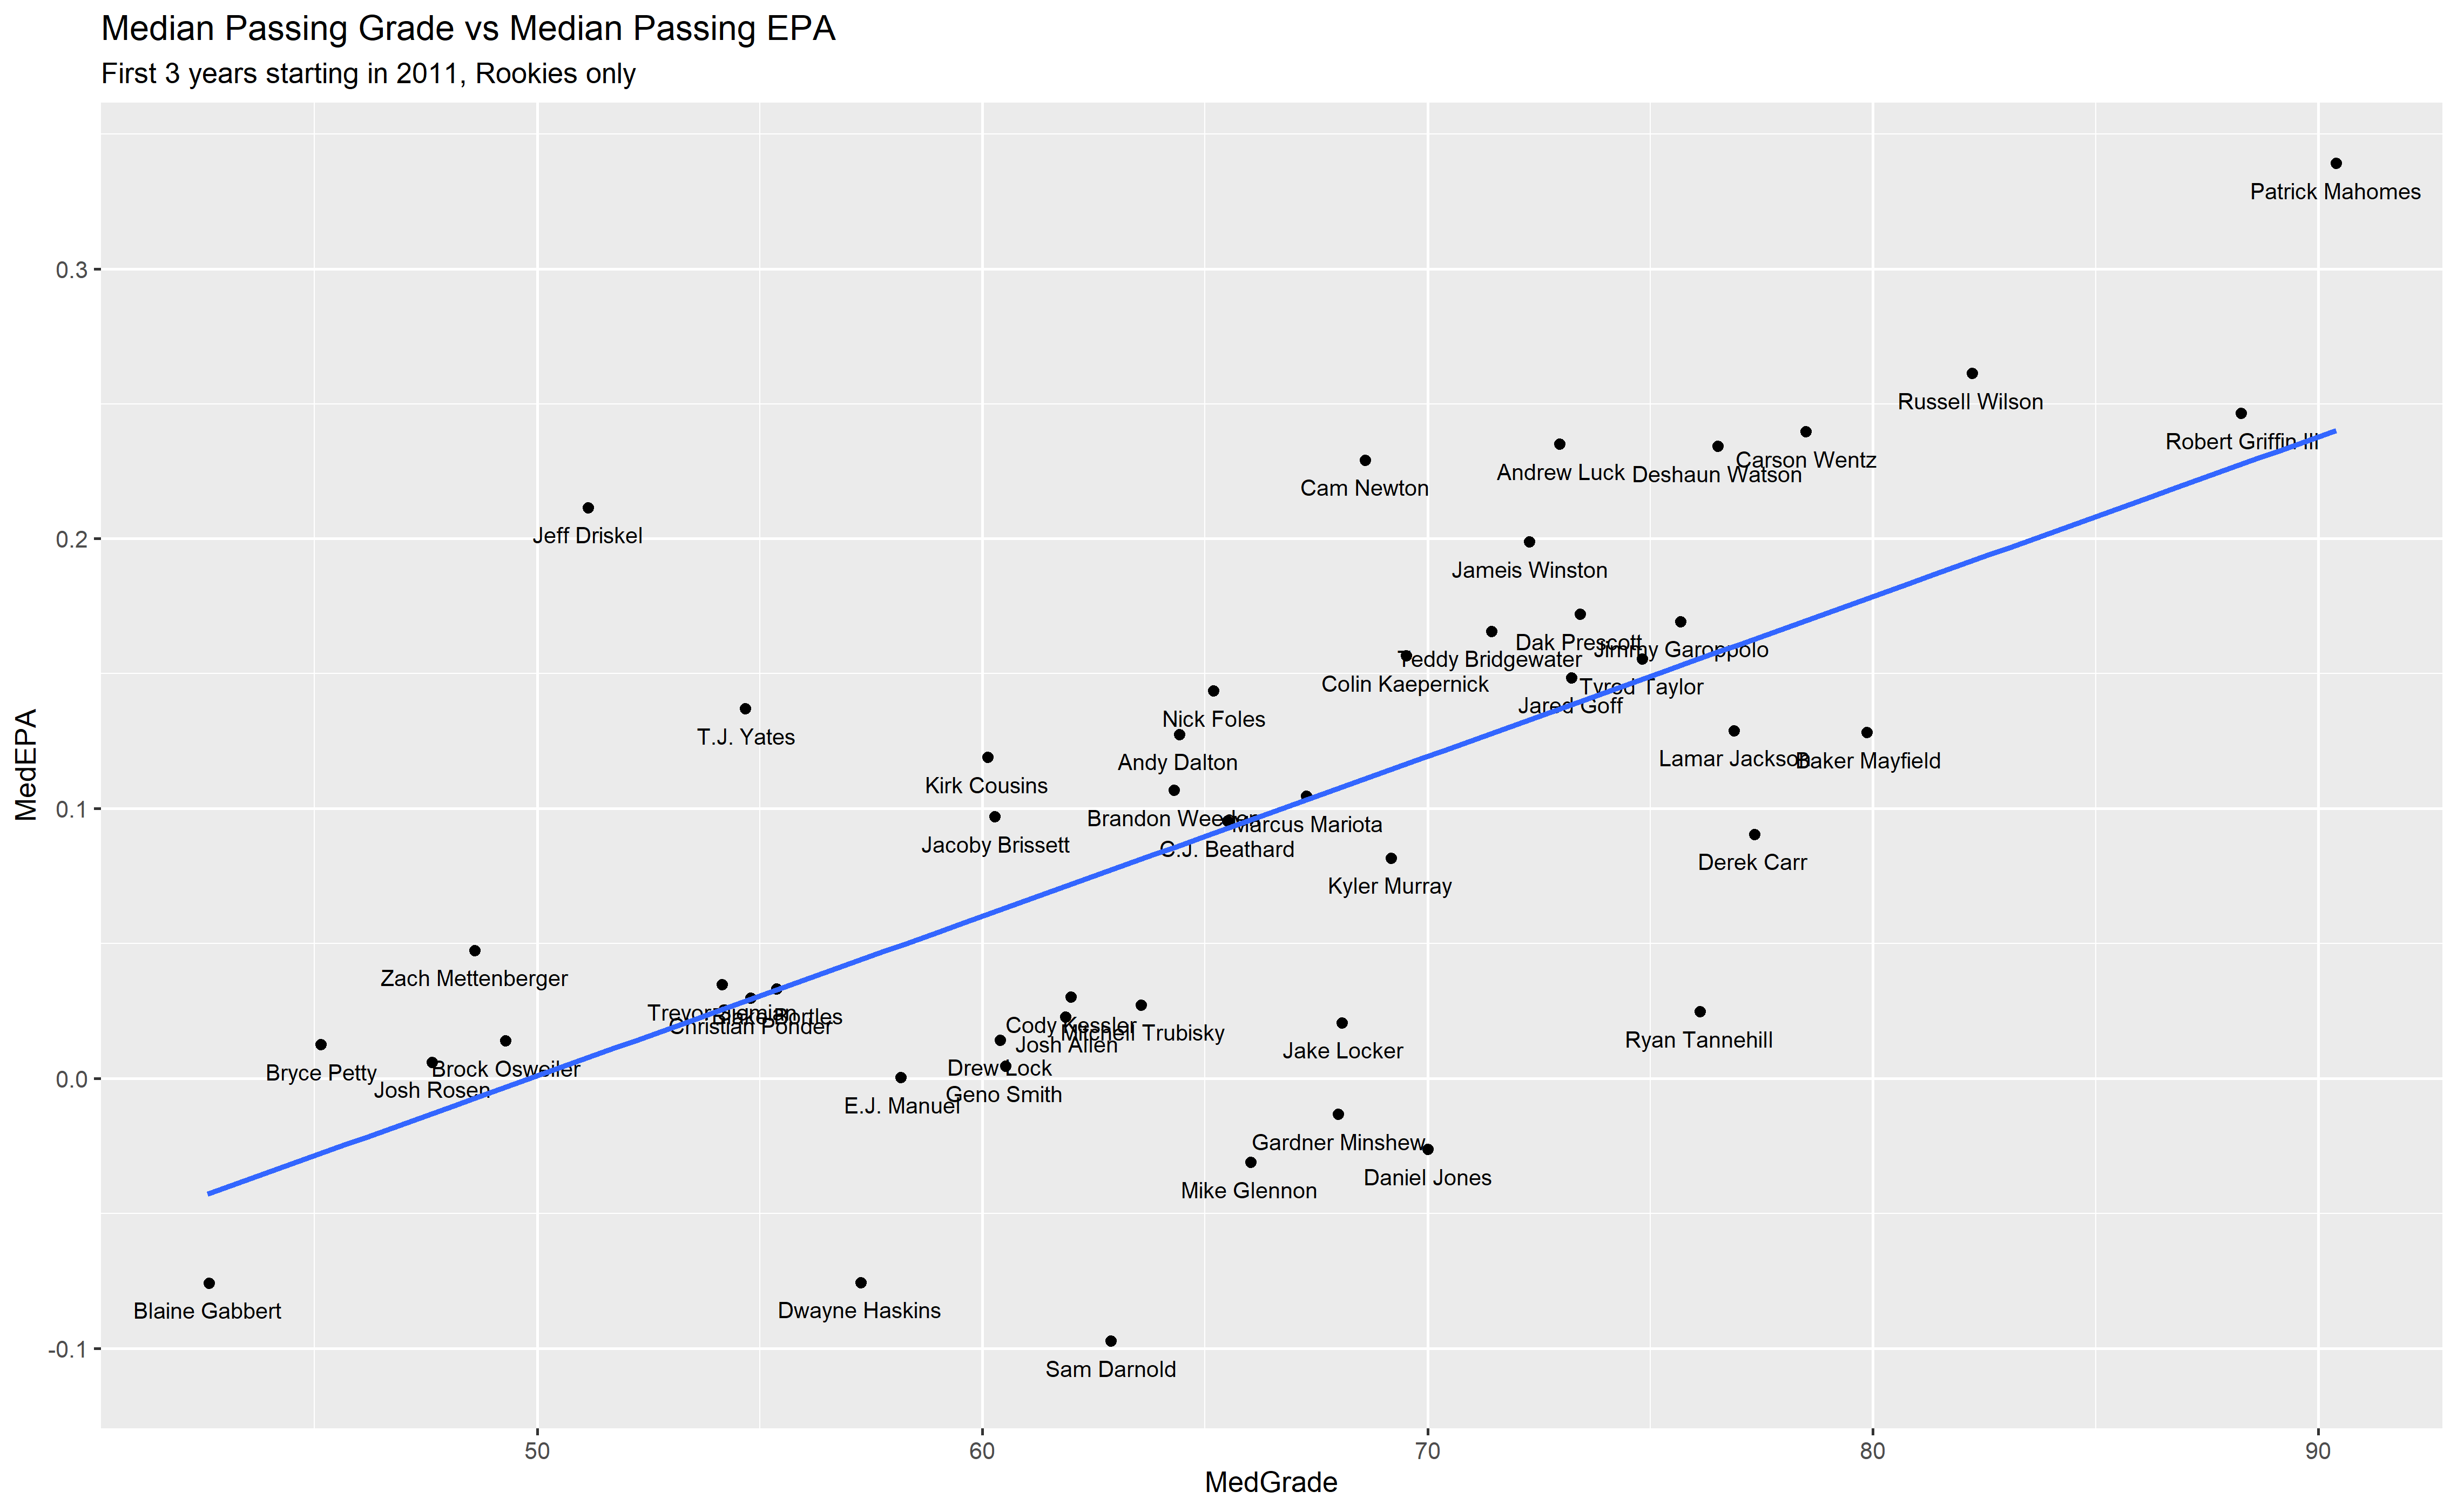 Median Passing Grade vs Median Passing EPA
First 3 years starting in 2011, Rookies only
Patrick Mahomes
0.3
Russell Wilson
Robert Griffin III
Carson Wentz
Andrew Luck
Deshaun Watson
Cam Newton
Jeff Driskel
0.2
Jameis Winston
Dak Prescott
Jimmy Garoppolo
Teddy Bridgewater
Colin Kaepernick
Tyrod Taylor
Jared Goff
Nick Foles
T.J. Yates
Andy Dalton
Lamar Jackson
Baker Mayfield
Kirk Cousins
0.1
Brandon Weeden
Marcus Mariota
Jacoby Brissett
C.J. Beathard
Derek Carr
Kyler Murray
MedEPA
Zach Mettenberger
Trevor Siemian
Blake Bortles
Christian Ponder
Cody Kessler
Mitchell Trubisky
Josh Allen
Ryan Tannehill
Jake Locker
Drew Lock
Brock Osweiler
Bryce Petty
0.0
Josh Rosen
Geno Smith
E.J. Manuel
Gardner Minshew
Daniel Jones
Mike Glennon
Blaine Gabbert
Dwayne Haskins
-0.1
Sam Darnold
50
60
70
80
90
MedGrade